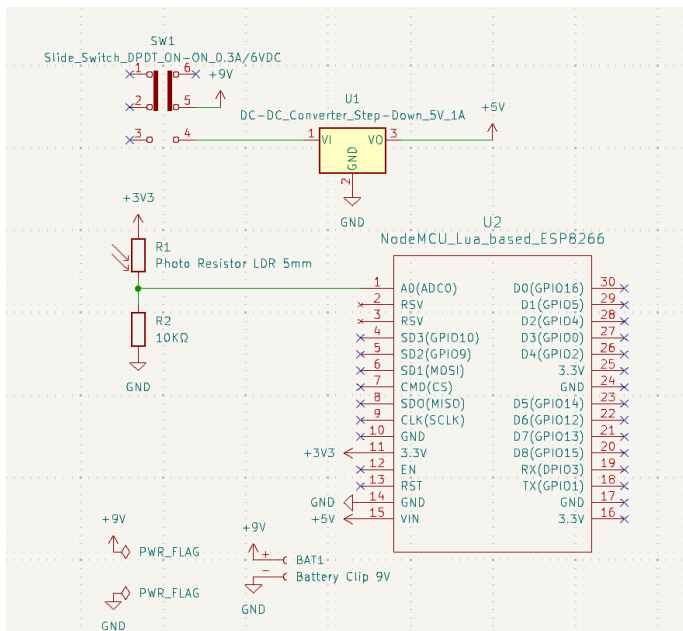 SW1
Slide_Switch_DPDT_ON-ON_0.3A/6VDC
1 6
+9V
2 5
3 4
U1
DC-DC_Converter_Step-Down_5V_1A
1 VI VO 3
GND
2
GND
+5V
+3V3
R1
Photo Resistor LDR 5mm
R2
10KΩ
GND
U2
NodeMCU_Lua_based_ESP8266
1 A0(ADC0) D0(GPIO16) 30
2 RSV D1(GPIO5) 29
3 RSV D2(GPIO4) 28
4 SD3(GPIO10) D3(GPIO0) 27
5 SD2(GPIO9) D4(GPIO2) 26
6 SD1(MOSI) 3.3V 25
7 CMD(CS) GND 24
8 SD0(MISO) D5(GPIO14) 23
9 CLK(SCLK) D6(GPIO12) 22
10 GND D7(GPIO13) 21
+3V3 11 3.3V D8(GPIO15) 20
12 EN RX(DPIO3) 19
13 RST TX(GPIO1) 18
GND 14 GND GND 17
+5V 15 VIN 3.3V 16
+9V
PWR_FLAG
PWR_FLAG
GND
+9V
+ BAT1
- Battery Clip 9V
GND